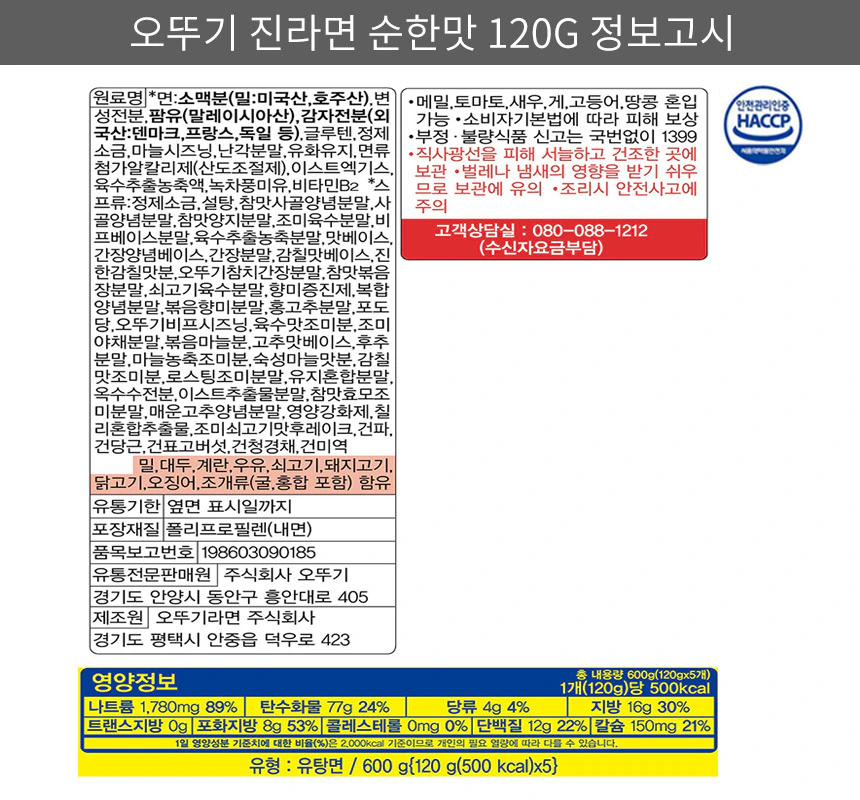 오뚜기 진라면 순한맛 120G 정보고시
원료명 *면:소맥분(밀:미국산,호주산),변
성전분,팜유(말레이시아산),감자전분(외
국산:덴마크,프랑스,독일 등),글루텐,정제
소금,마늘시즈닝,난각분말,유화유지,면류
첨가알칼리제(산도조절제),이스트엑기스,
육수추출농축액,녹차풍미유,비타민B2 *스
프류:정제소금,설탕,참맛사골양념분말,사
골양념분말,참맛양지분말,조미육수분말,비
프베이스분말,육수추출농축분말,맛베이스,
간장양념베이스,간장분말,감칠맛베이스,진
한감칠맛분,오뚜기참치간장분말,참맛볶음
장분말,쇠고기육수분말,향미증진제,복합
양념분말,볶음향미분말,홍고추분말,포도
당,오뚜기비프시즈닝,육수맛조미분,조미
야채분말,볶음마늘분,고추맛베이스,후추
분말,마늘농축조미분,숙성마늘맛분,감칠
맛조미분,로스팅조미분말,유지혼합분말,
옥수수전분,이스트추출물분말,참맛효모조
미분말,매운고추양념분말,영양강화제,칠
리혼합추출물,조미쇠고기맛후레이크,건파,
건당근,건표고버섯,건청경채,건미역
밀,대두,계란,우유,쇠고기,돼지고기,
닭고기,오징어,조개류(굴,홍합 포함) 함유
유통기한 옆면 표시일까지
포장재질 폴리프로필렌(내면)
품목보고번호 198603090185
유통전문판매원 주식회사 오뚜기
경기도 안양시 동안구 흥안대로 405
제조원 오뚜기라면 주식회사
경기도 평택시 안중읍 덕우로 423
•메밀,토마토,새우,게,고등어,땅콩 혼입
가능 •소비자기본법에 따라 피해 보상
•부정·불량식품 신고는 국번없이 1399
•직사광선을 피해 서늘하고 건조한 곳에
보관 •벌레나 냄새의 영향을 받기 쉬우
므로 보관에 유의 •조리시 안전사고에
주의
고객상담실 : 080-088-1212
(수신자요금부담)
안전관리인증
HACCP
식품의약품안전처
영양정보
총 내용량 600g(120gx5개)
1개(120g)당 500kcal
나트륨 1,780mg 89% 탄수화물 77g 24% 당류 4g 4% 지방 16g 30%
트랜스지방 0g 포화지방 8g 53% 콜레스테롤 0mg 0% 단백질 12g 22% 칼슘 150mg 21%
1일 영양성분 기준치에 대한 비율(%)은 2,000kcal 기준이므로 개인의 필요 열량에 따라 다를 수 있습니다.
유형 : 유탕면 / 600 g{120 g(500 kcal)x5}